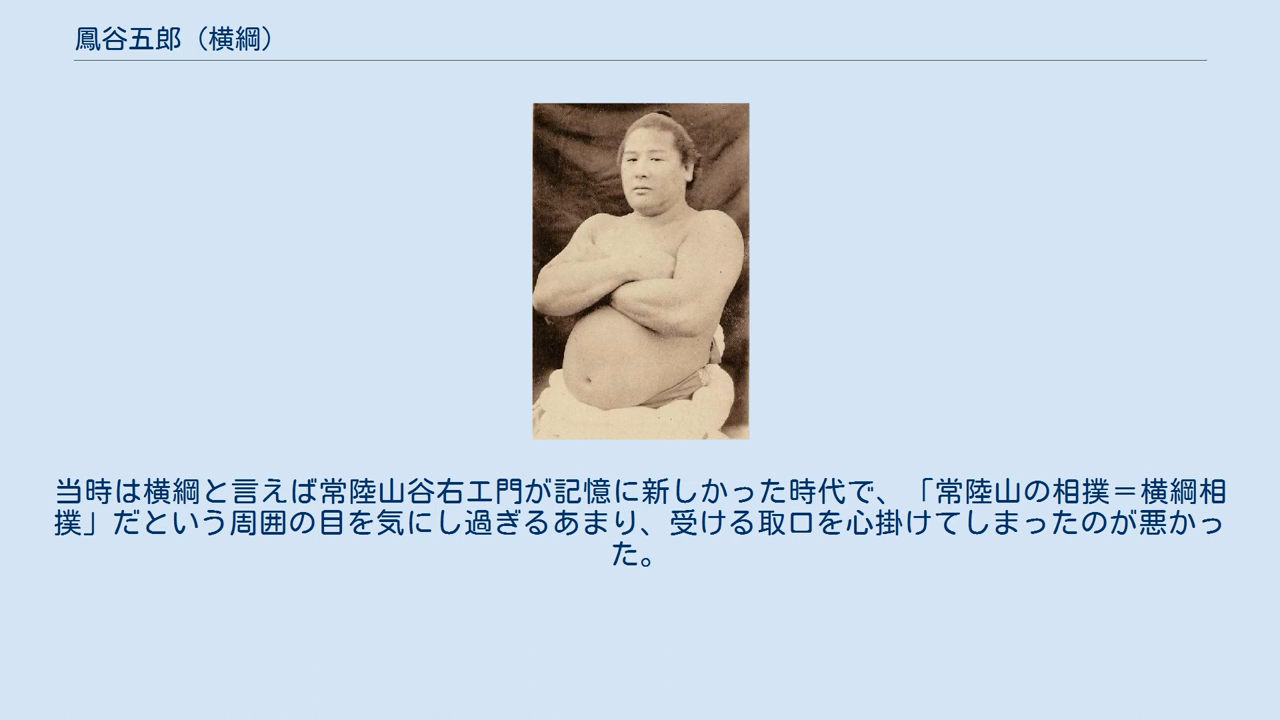 鳳谷五郎（横綱）
当時は横綱と言えば常陸山谷右エ門が記憶に新しかった時代で、「常陸山の相撲＝横綱相
撲」だという周囲の目を気にし過ぎるあまり、受ける取口を心掛けてしまったのが悪かっ
た。